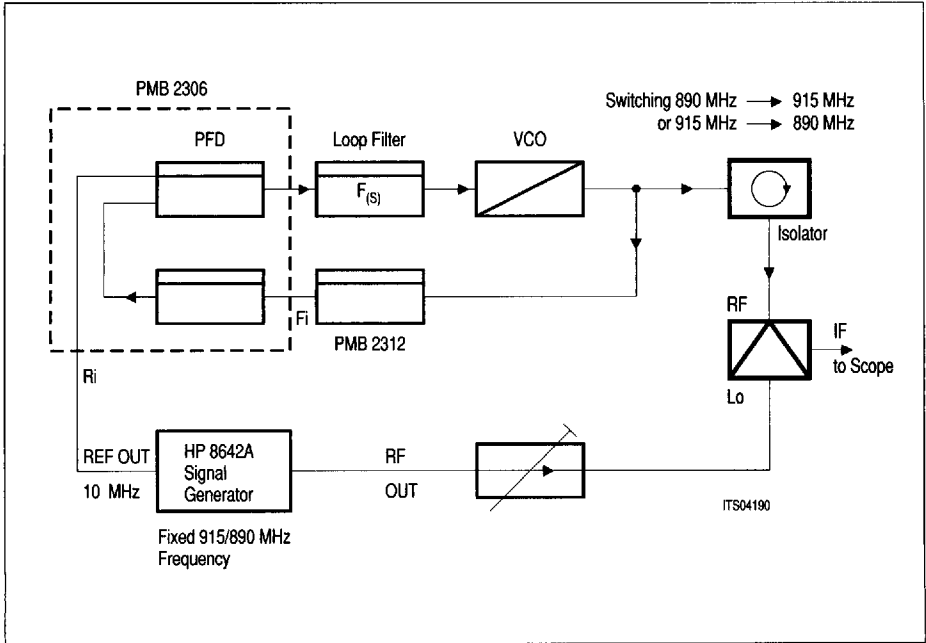 PMB 2306
Switching 890 MHz → 915 MHz
or 915 MHz → 890 MHz
PFD
Loop Filter
VCO
F(S)
Isolator
Fi
RF
PMB 2312
IF
to Scope
Ri
Lo
REF OUT
10 MHz
HP 8642A
Signal
Generator
RF
OUT
ITS04190
Fixed 915/890 MHz
Frequency